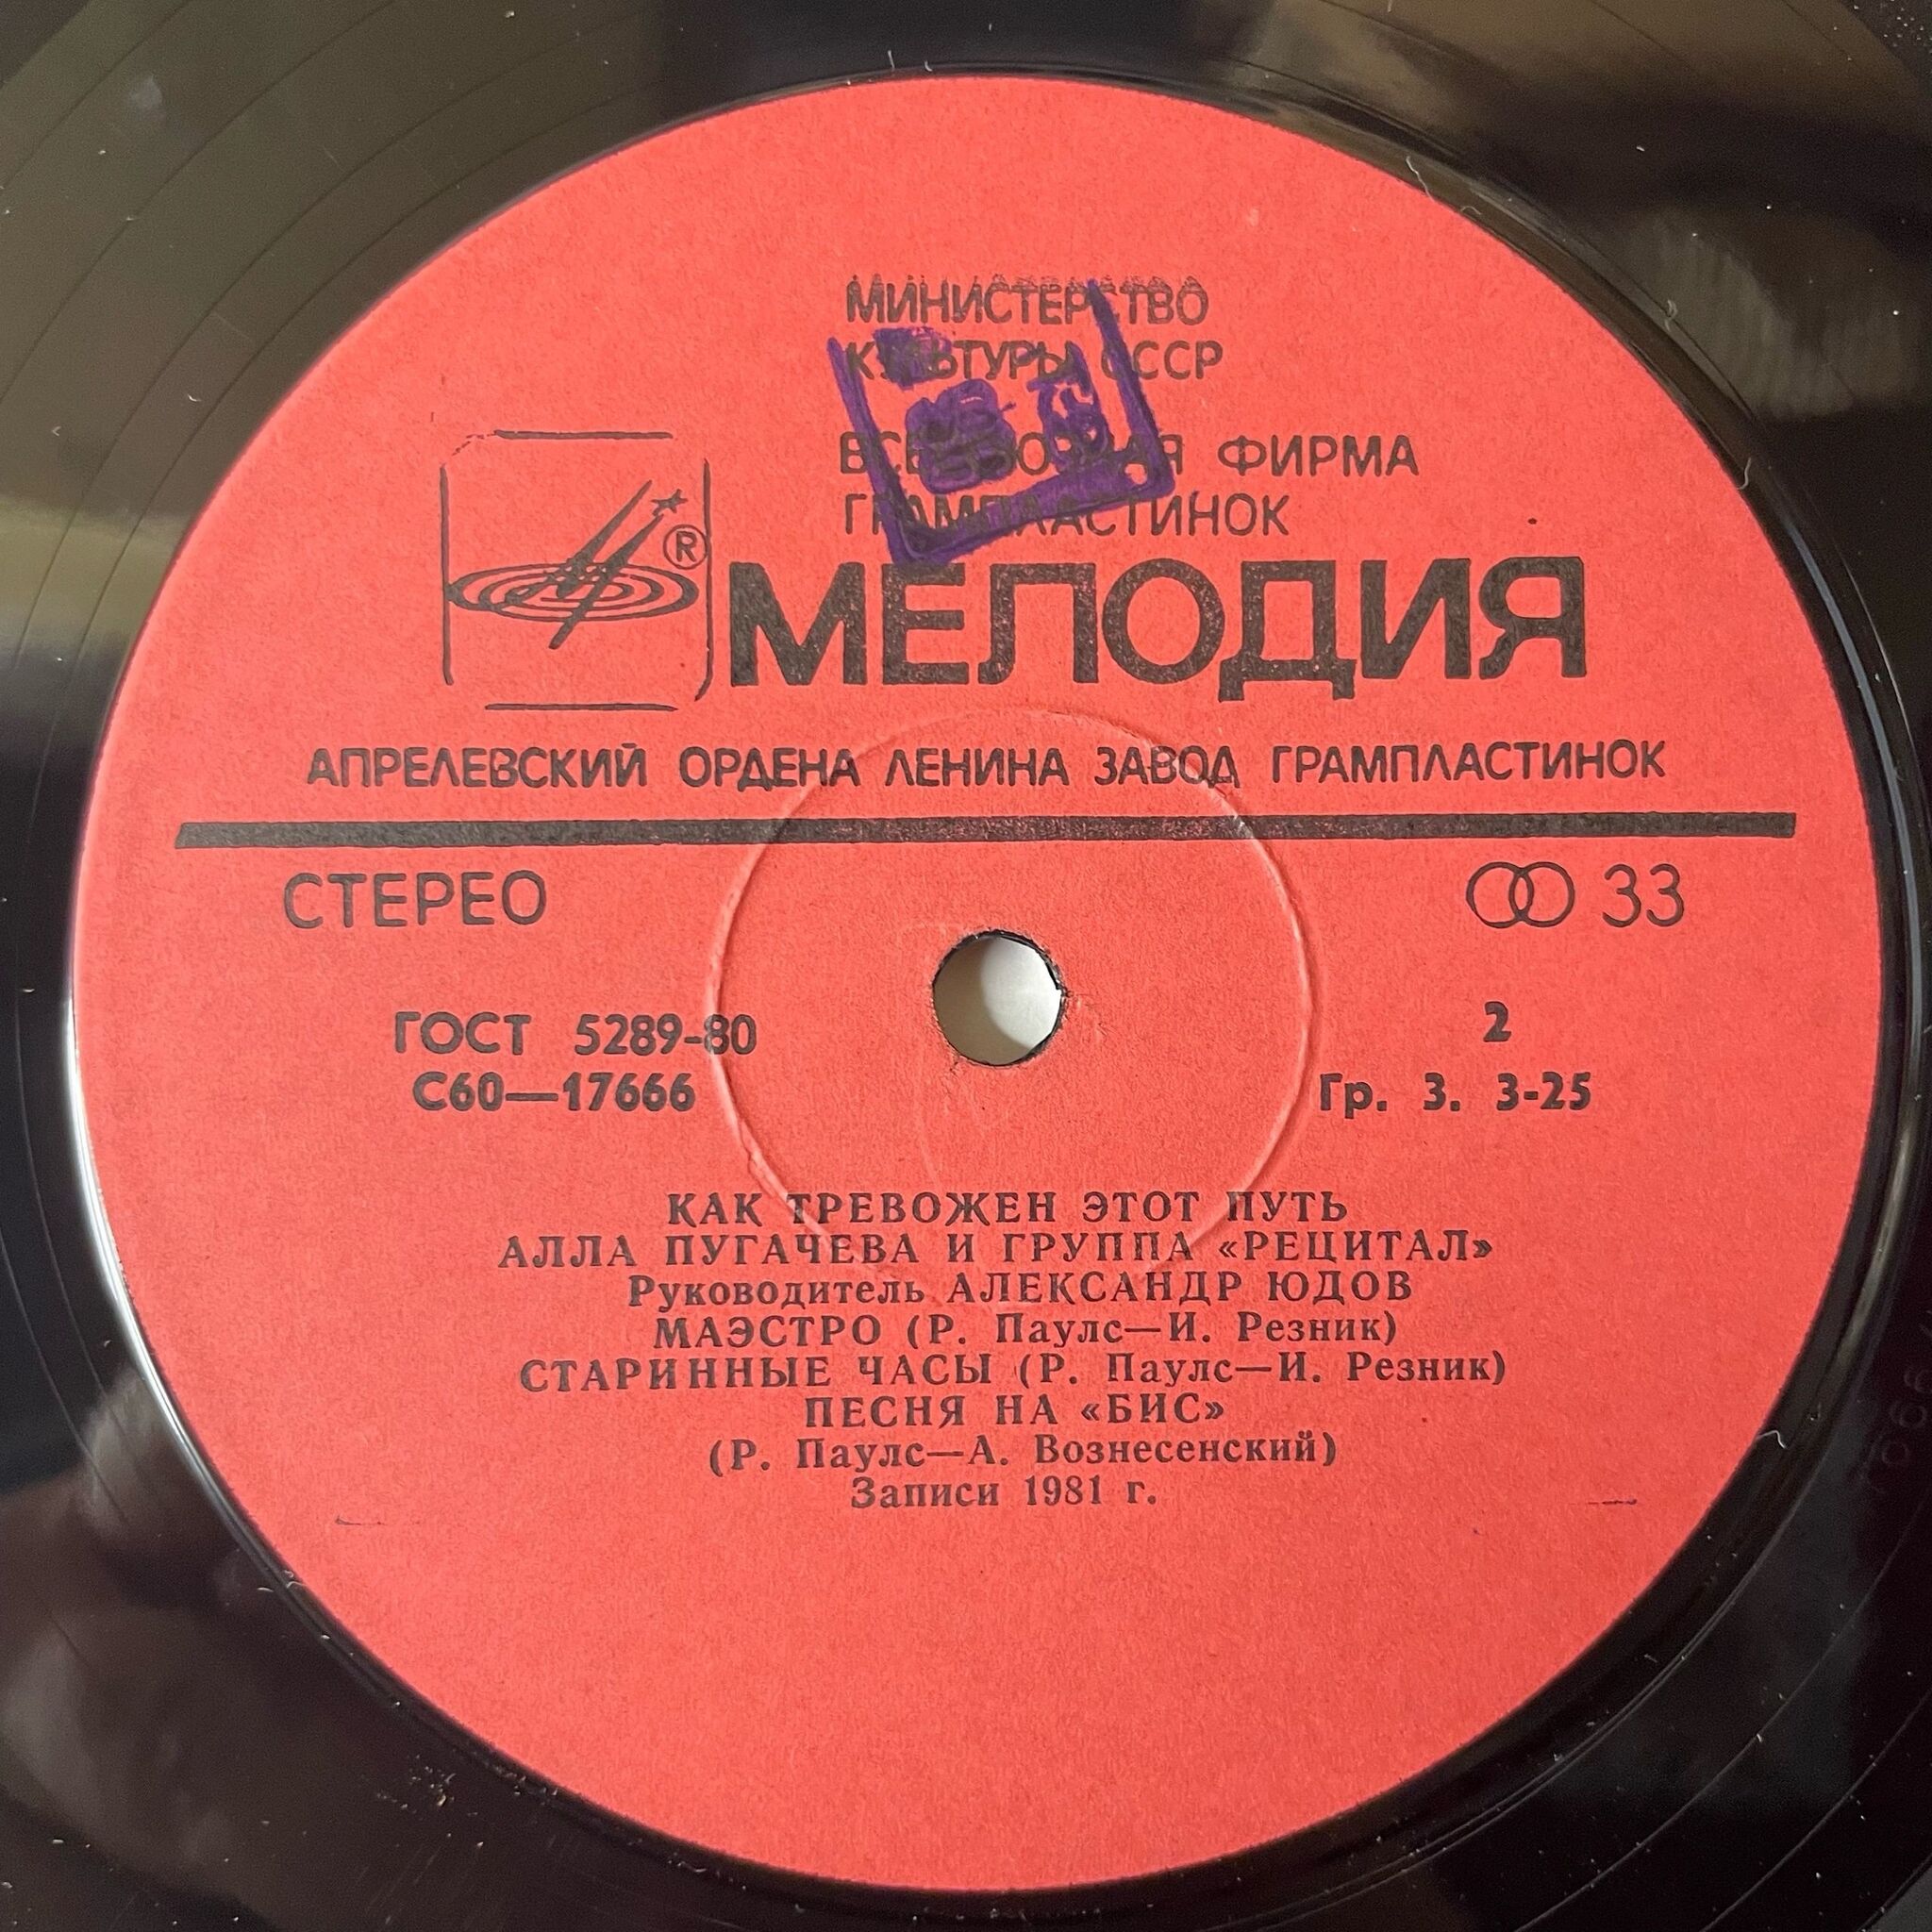 МИНИСТЕРСТВО
КУЛЬТУРЫ СССР
ВСЕСОЮЗНАЯ ФИРМА
ГРАМПЛАСТИНОК
®
МЕЛОДИЯ
АПРЕЛЕВСКИЙ ОРДЕНА ЛЕНИНА ЗАВОД ГРАМПЛАСТИНОК
СТЕРЕО 33
ГОСТ 5289-80 2
С60—17666 Гр. 3. 3-25
КАК ТРЕВОЖЕН ЭТОТ ПУТЬ
АЛЛА ПУГАЧЕВА И ГРУППА «РЕЦИТАЛ»
Руководитель АЛЕКСАНДР ЮДОВ
МАЭСТРО (Р. Паулс—И. Резник)
СТАРИННЫЕ ЧАСЫ (Р. Паулс—И. Резник)
ПЕСНЯ НА «БИС»
(Р. Паулс—А. Вознесенский)
Записи 1981 г.